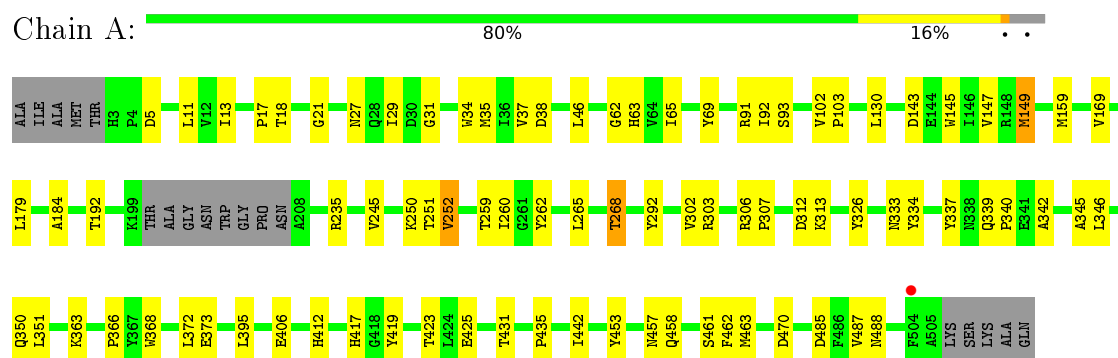 Chain A:
80% 16% • •
ALA ILE ALA MET THR H3 P4 D5 L11 V12 I13 P17 T18 G21 N27 Q28 I29 D30 G31 W34 M35 I36 V37 D38 L46 G62 H63 V64 I65 Y69 R91 I92 S93 V102 P103 L130 D143 E144 W145 I146 V147 R148 M149 M159 V169
L179 A184 T192 K199 THR ALA GLY ASN TRP GLY PRO ASN A208 R235 V245 K250 T251 V252 T259 I260 G261 Y262 L265 T268 Y292 V302 R303 R306 P307 D312 K313 Y326 N333 Y334 Y337 N338 Q339 P340 E341 A342 A345 L346
Q350 L351 K363 P366 Y367 W368 L372 E373 L395 E406 H412 H417 G418 Y419 T423 L424 E425 T431 P435 I442 Y453 N457 Q458 S461 F462 M463 D470 D485 F486 V487 N488 F504 A505 LYS SER LYS ALA GLN